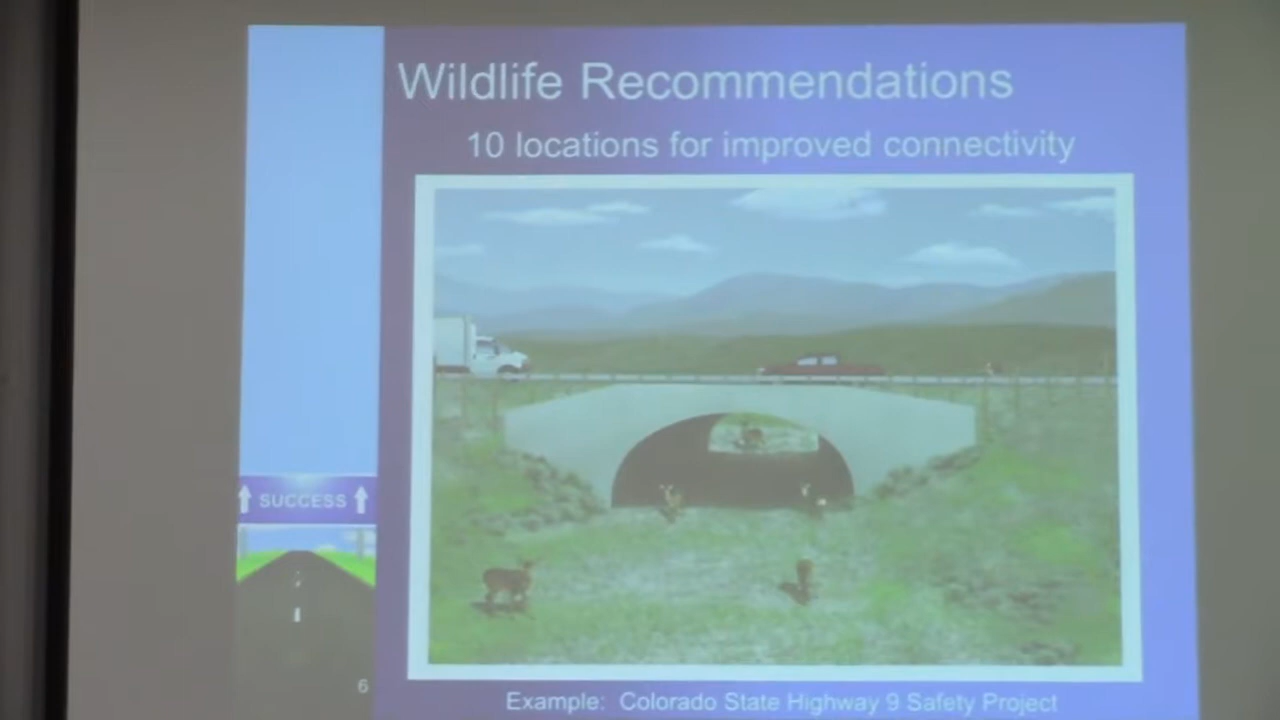 Wildlife Recommendations
10 locations for improved connectivity
SUCCESS
6
Example: Colorado State Highway 9 Safety Project